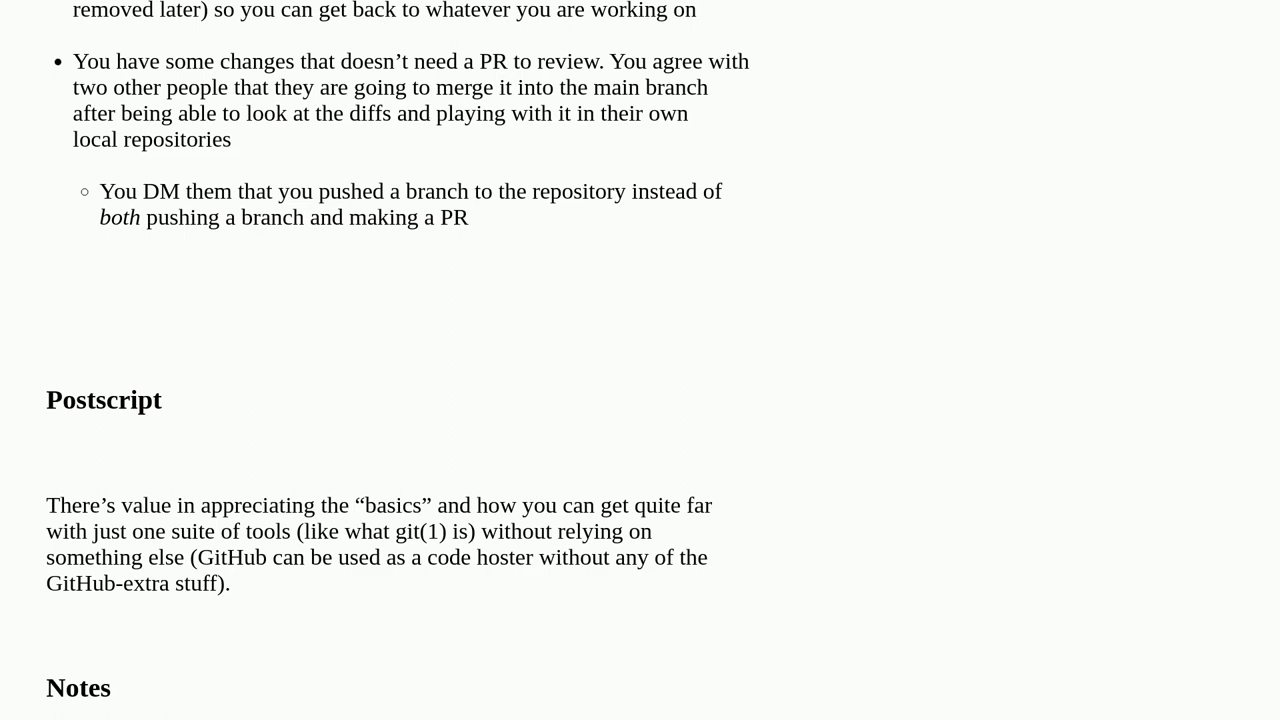 removed later) so you can get back to whatever you are working on
You have some changes that doesn’t need a PR to review. You agree with
two other people that they are going to merge it into the main branch
after being able to look at the diffs and playing with it in their own
local repositories
You DM them that you pushed a branch to the repository instead of
both pushing a branch and making a PR
Postscript
There’s value in appreciating the “basics” and how you can get quite far
with just one suite of tools (like what git(1) is) without relying on
something else (GitHub can be used as a code hoster without any of the
GitHub-extra stuff).
Notes